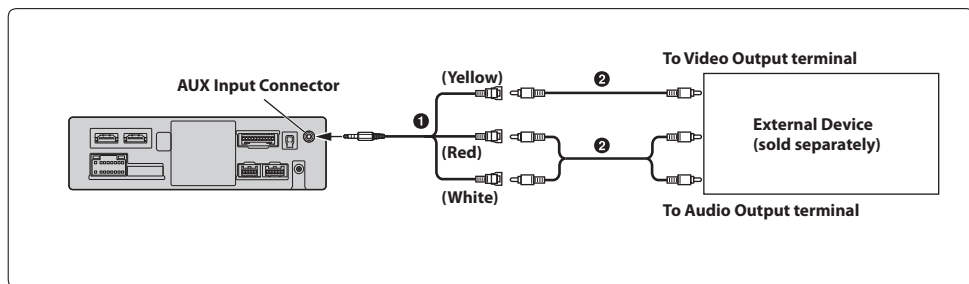 To Video Output terminal
AUX Input Connector
(Yellow)
❷
❶
External Device
(sold separately)
(Red)
❷
(White)
To Audio Output terminal